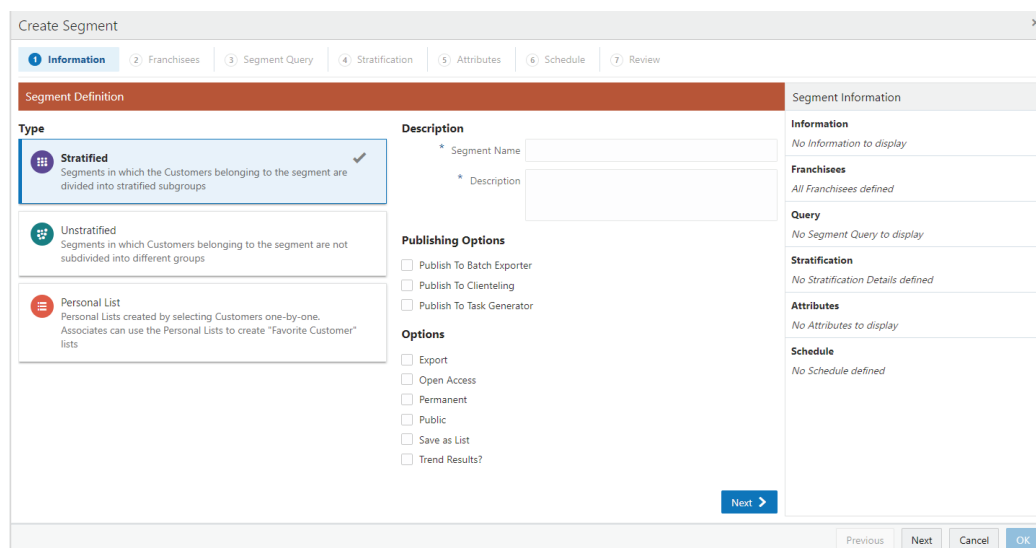 Create Segment
1 Information
2 Franchisees
3 Segment Query
4 Stratification
5 Attributes
6 Schedule
7 Review
Segment Definition
Type
Stratified
Segments in which the Customers belonging to the segment are
divided into stratified subgroups
Unstratified
Segments in which Customers belonging to the segment are not
subdivided into different groups
Personal List
Personal Lists created by selecting Customers one-by-one.
Associates can use the Personal Lists to create "Favorite Customer"
lists
Description
* Segment Name
* Description
Publishing Options
Publish To Batch Exporter
Publish To Clienteling
Publish To Task Generator
Options
Export
Open Access
Permanent
Public
Save as List
Trend Results?
Next
Segment Information
Information
No Information to display
Franchisees
All Franchisees defined
Query
No Segment Query to display
Stratification
No Stratification Details defined
Attributes
No Attributes to display
Schedule
No Schedule defined
Previous
Next
Cancel
OK